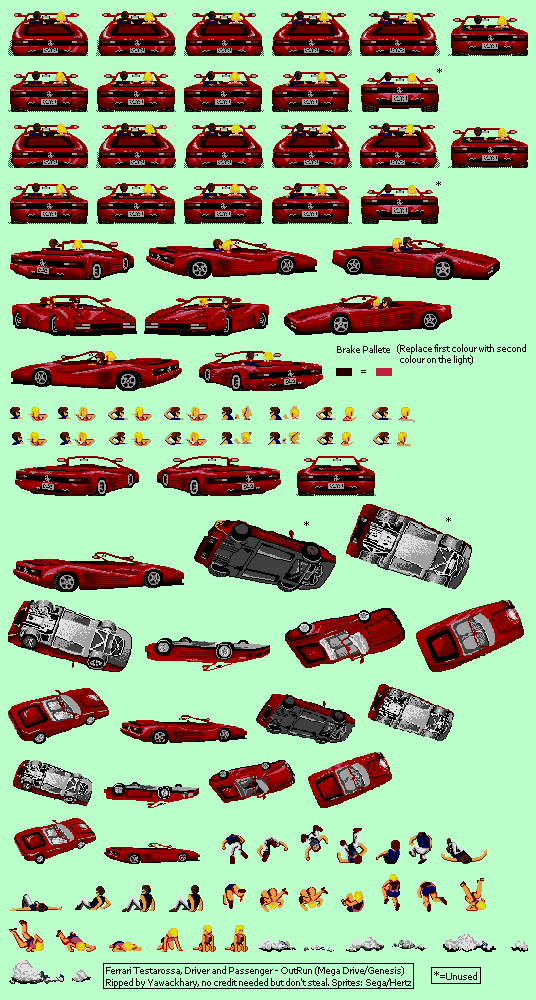 *
*
Brake Pallete (Replace first colour with second
colour on the light)
=
*
*
Ferrari Testarossa, Driver and Passenger - OutRun (Mega Drive/Genesis)
Ripped by Yawackhary, no credit needed but don't steal. Sprites: Sega/Hertz
*=Unused